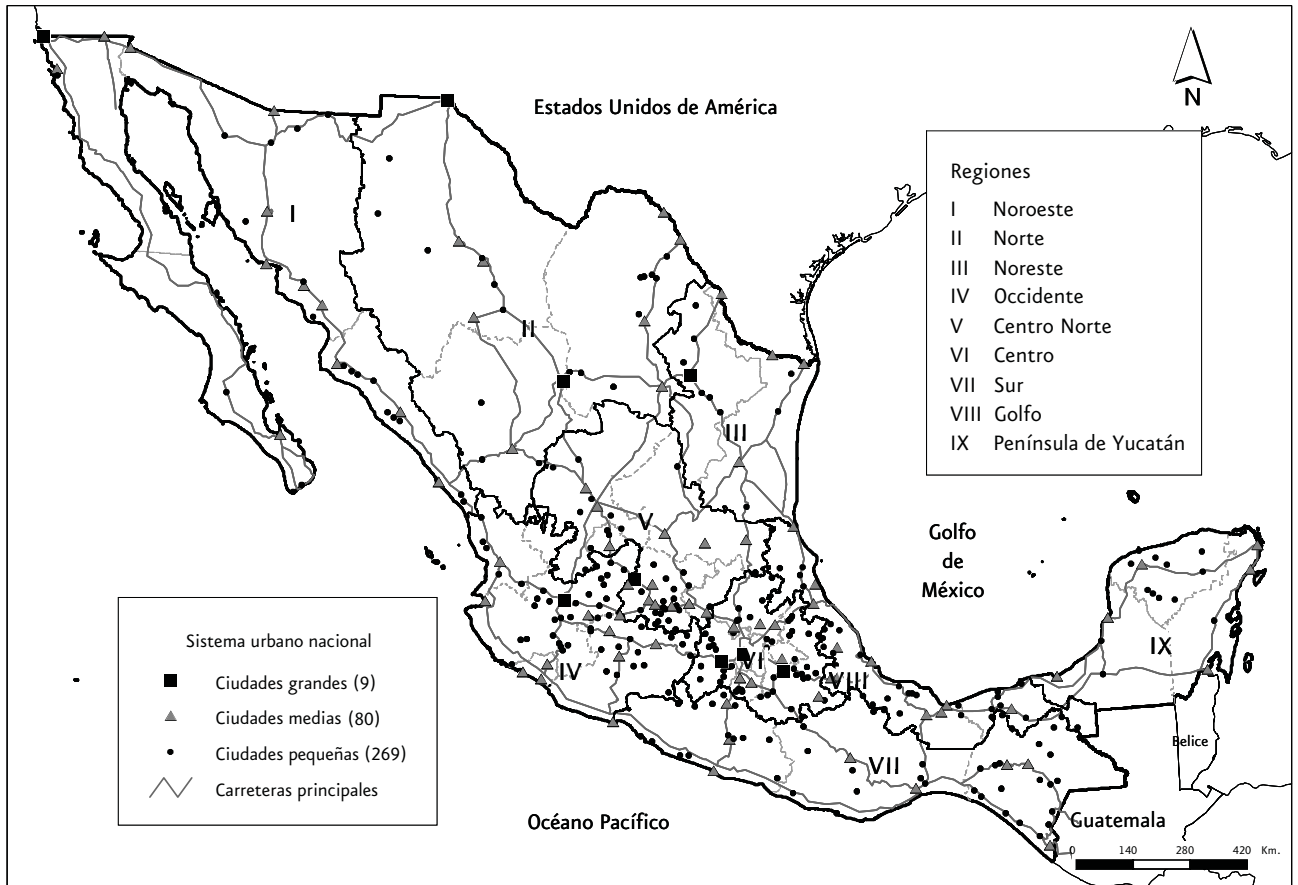 Estados Unidos de América
N
Regiones
I Noroeste
II Norte
III Noreste
IV Occidente
V Centro Norte
VI Centro
VII Sur
VIII Golfo
IX Península de Yucatán
I
II
III
V
Golfo
de
México
IX
IV
VI
VIII
VII
Belice
Sistema urbano nacional
Ciudades grandes (9)
Ciudades medias (80)
Ciudades pequeñas (269)
Carreteras principales
Océano Pacífico
Guatemala
0 140 280 420 Km.